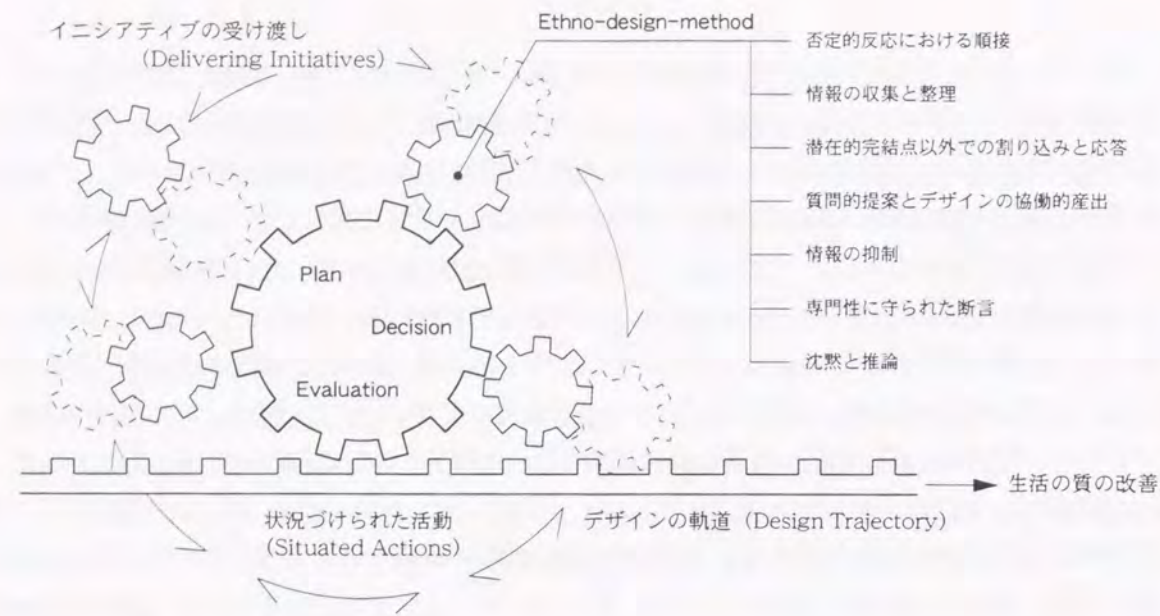 イニシアティブの受け渡し
(Delivering Initiatives)
Ethno-design-method
否定的反応における順接
情報の収集と整理
潜在的完結点以外での割り込みと応答
質問的提案とデザインの協働的産出
情報の抑制
専門性に守られた断言
沈黙と推論
Plan
Decision
Evaluation
生活の質の改善
状況づけられた活動
(Situated Actions)
デザインの軌道 (Design Trajectory)